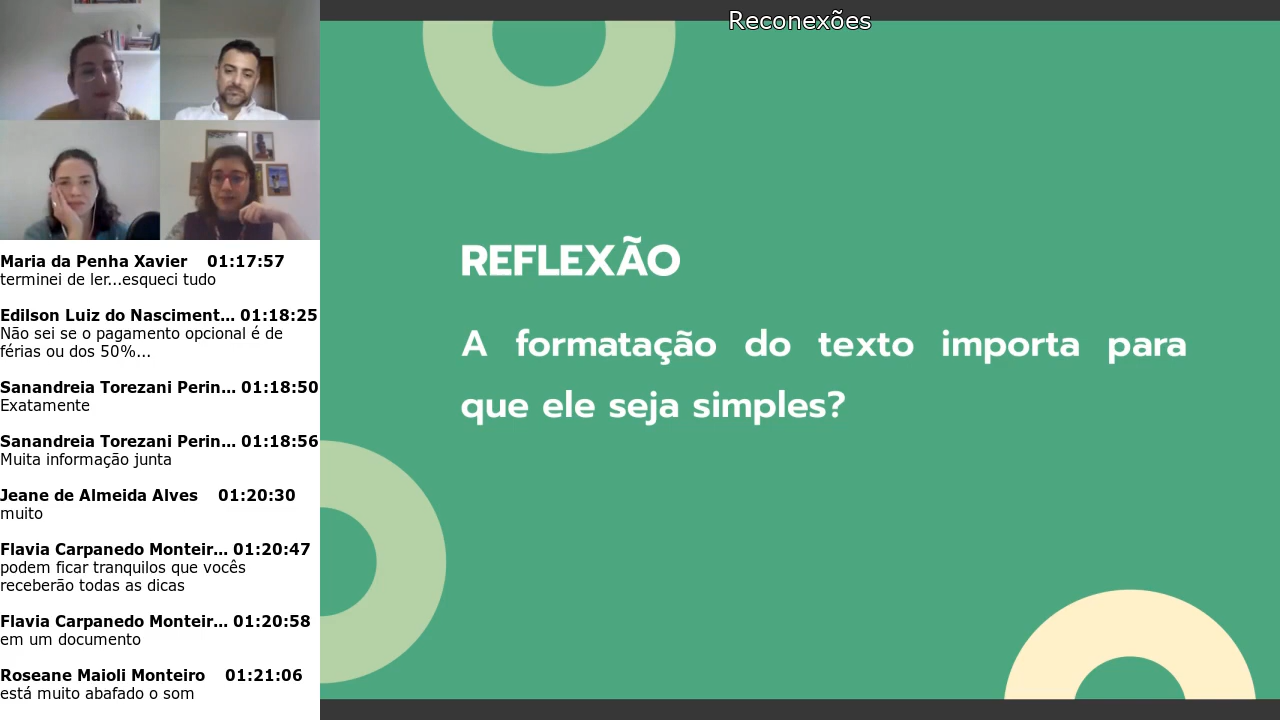 Reconexões
Maria da Penha Xavier 01:17:57
terminei de ler...esqueci tudo
Edilson Luiz do Nasciment... 01:18:25
Não sei se o pagamento opcional é de
férias ou dos 50%...
Sanandreia Torezani Perin... 01:18:50
Exatamente
Sanandreia Torezani Perin... 01:18:56
Muita informação junta
Jeane de Almeida Alves 01:20:30
muito
Flavia Carpanedo Monteir... 01:20:47
podem ficar tranquilos que vocês
receberão todas as dicas
Flavia Carpanedo Monteir... 01:20:58
em um documento
Roseane Maioli Monteiro 01:21:06
está muito abafado o som
REFLEXÃO
A formatação do texto importa para
que ele seja simples?